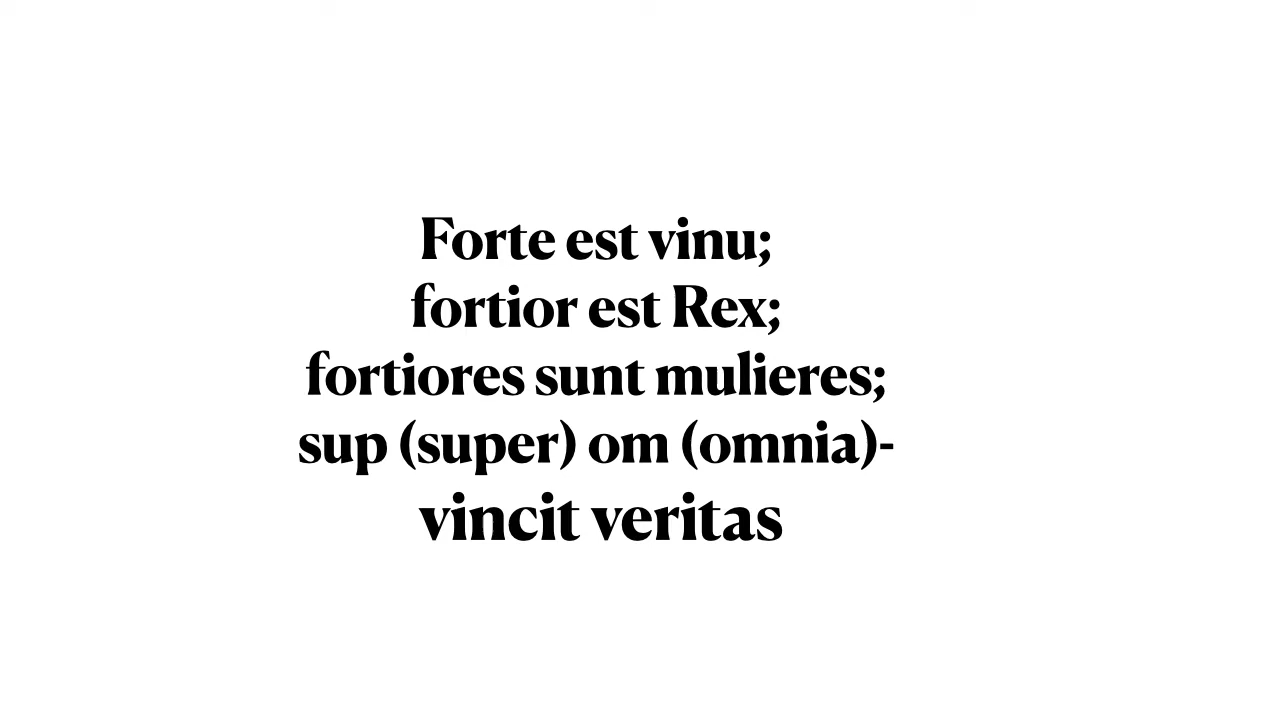 Forte est vinu;
fortior est Rex;
fortiores sunt mulieres;
sup (super) om (omnia)-
vincit veritas